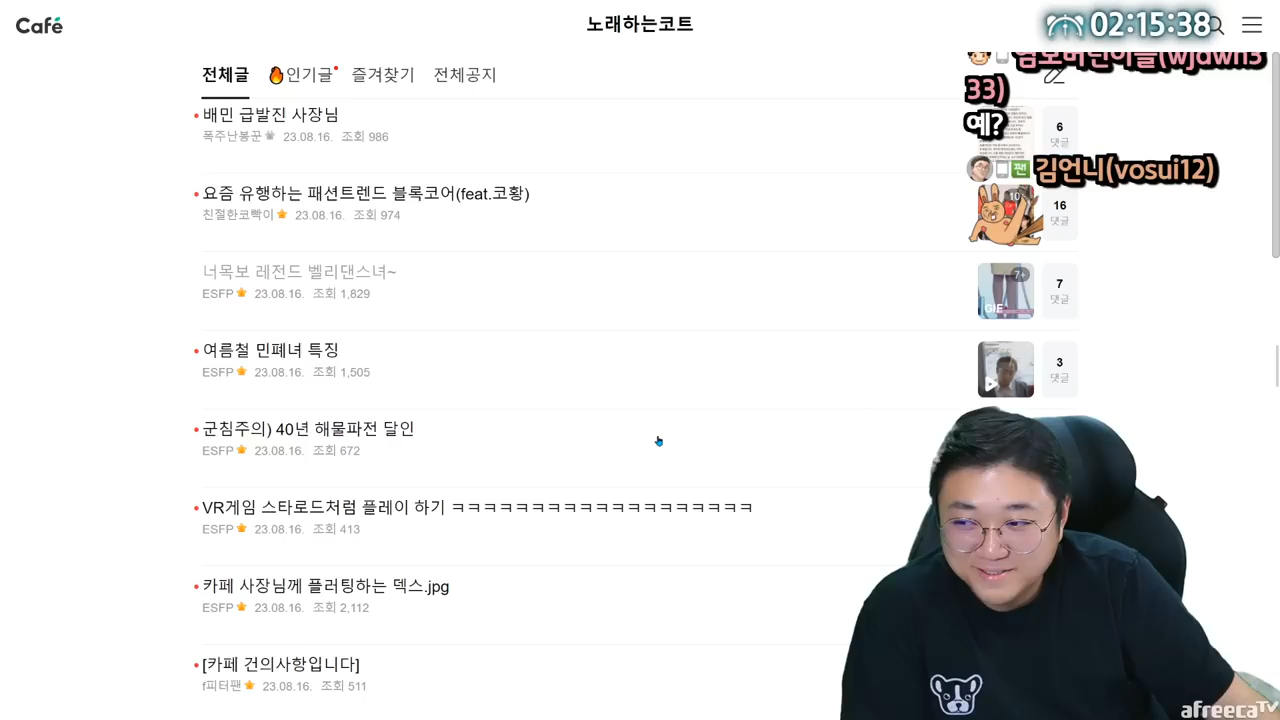 Café
노래하는코트
02:15:38
전체글
인기글
즐겨찾기
전체공지
33)
예?
짼 김언니(vosui12)
배민 급발진 사장님
폭주난봉꾼 23.08.16. 조회 986
6
댓글
요즘 유행하는 패션트렌드 블록코어(feat.코황)
친절한코빡이 23.08.16. 조회 974
10
16
댓글
너목보 레전드 벨리댄스녀~
ESFP 23.08.16. 조회 1,829
7+
GIF
7
댓글
여름철 민폐녀 특징
ESFP 23.08.16. 조회 1,505
3
댓글
군침주의) 40년 해물파전 달인
ESFP 23.08.16. 조회 672
VR게임 스타로드처럼 플레이 하기 ㅋㅋㅋㅋㅋㅋㅋㅋㅋㅋㅋㅋㅋㅋㅋㅋㅋㅋㅋ
ESFP 23.08.16. 조회 413
카페 사장님께 플러팅하는 덱스.jpg
ESFP 23.08.16. 조회 2,112
[카페 건의사항입니다]
f피터팬 23.08.16. 조회 511
afreecaTV